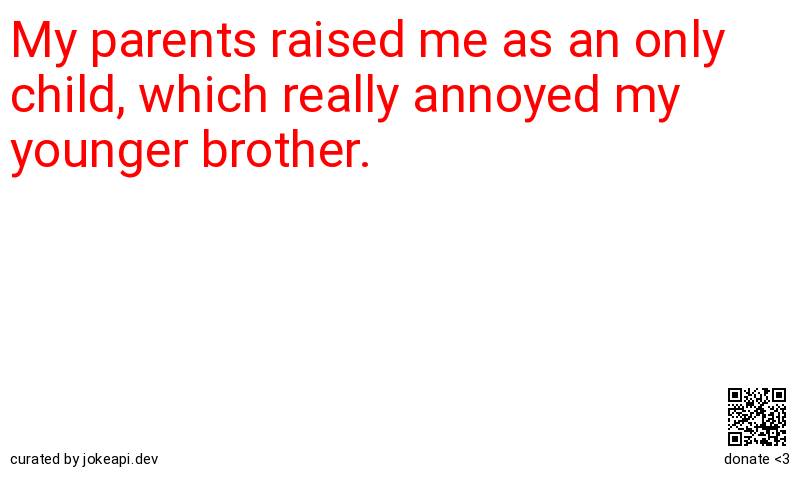 My parents raised me as an only
child, which really annoyed my
younger brother.
curated by jokeapi.dev
donate <3